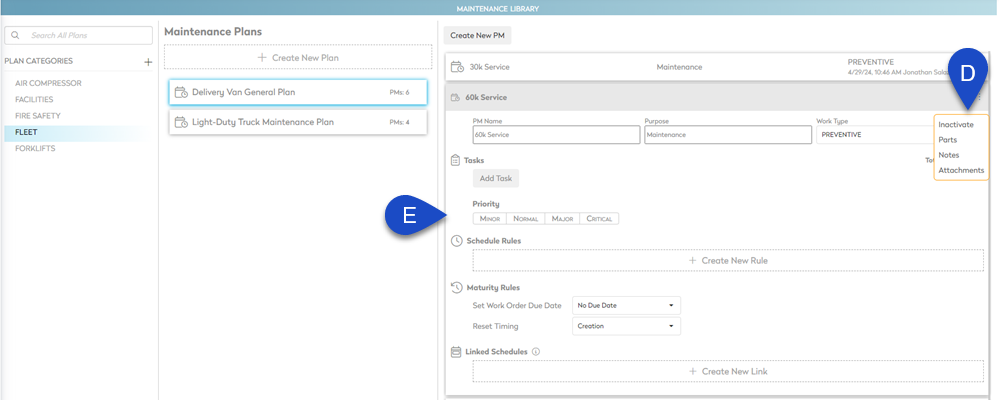 MAINTENANCE LIBRARY
Search All Plans
PLAN CATEGORIES
AIR COMPRESSOR
FACILITIES
FIRE SAFETY
FLEET
FORKLIFTS
Maintenance Plans
Create New Plan
Delivery Van General Plan PMs: 6
Light-Duty Truck Maintenance Plan PMs: 4
Create New PM
30k Service Maintenance PREVENTIVE
4/29/24, 10:46 AM Jonathan
D
60k Service
PM Name Purpose Work Type
60k Service Maintenance PREVENTIVE
Inactivate
Parts
Notes
Attachments
Tasks
Add Task
E
Priority
MINOR NORMAL MAJOR CRITICAL
Schedule Rules
Create New Rule
Maturity Rules
Set Work Order Due Date No Due Date
Reset Timing Creation
Linked Schedules
Create New Link